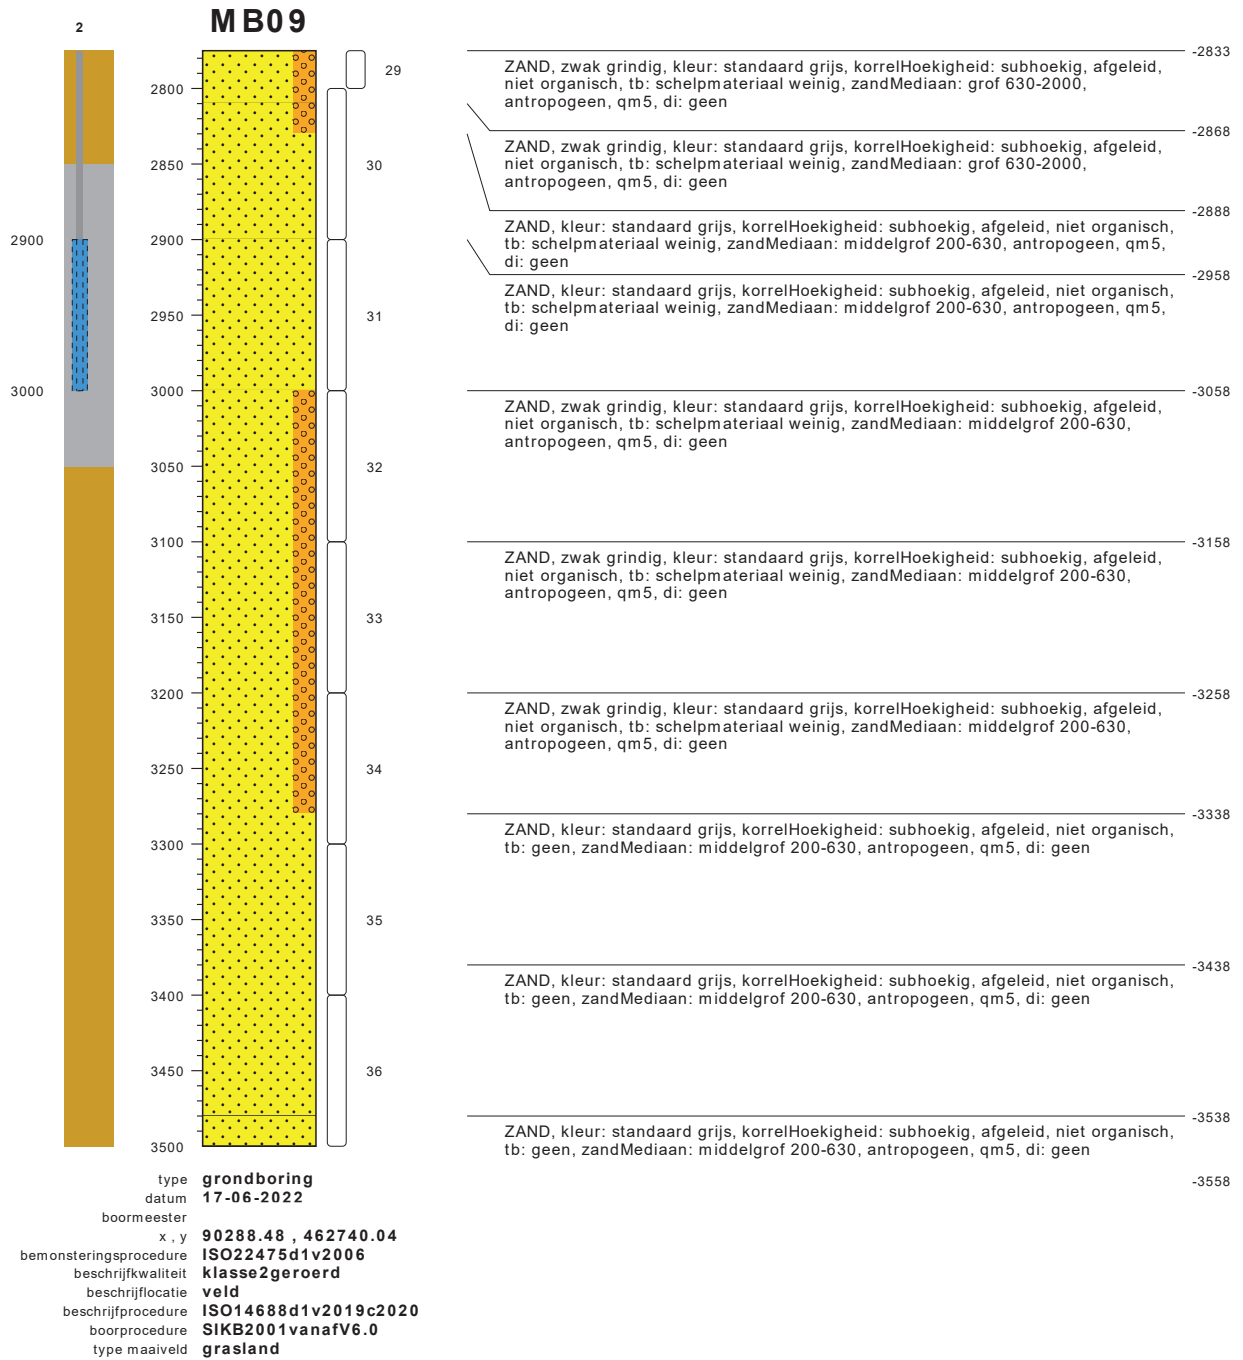 2
MB09
29
30
31
32
33
34
35
36
2800
2850
2900
2950
3000
3050
3100
3150
3200
3250
3300
3350
3400
3450
3500
2900
3000
-2833
ZAND, zwak grindig, kleur: standaard grijs, korrelHoekigheid: subhoekig, afgeleid,
niet organisch, tb: schelpmateriaal weinig, zandMediaan: grof 630-2000,
antropogeen, qm5, di: geen
-2868
ZAND, zwak grindig, kleur: standaard grijs, korrelHoekigheid: subhoekig, afgeleid,
niet organisch, tb: schelpmateriaal weinig, zandMediaan: grof 630-2000,
antropogeen, qm5, di: geen
-2888
ZAND, kleur: standaard grijs, korrelHoekigheid: subhoekig, afgeleid, niet organisch,
tb: schelpmateriaal weinig, zandMediaan: middelgrof 200-630, antropogeen, qm5,
di: geen
-2958
ZAND, kleur: standaard grijs, korrelHoekigheid: subhoekig, afgeleid, niet organisch,
tb: schelpmateriaal weinig, zandMediaan: middelgrof 200-630, antropogeen, qm5,
di: geen
-3058
ZAND, zwak grindig, kleur: standaard grijs, korrelHoekigheid: subhoekig, afgeleid,
niet organisch, tb: schelpmateriaal weinig, zandMediaan: middelgrof 200-630,
antropogeen, qm5, di: geen
-3158
ZAND, zwak grindig, kleur: standaard grijs, korrelHoekigheid: subhoekig, afgeleid,
niet organisch, tb: schelpmateriaal weinig, zandMediaan: middelgrof 200-630,
antropogeen, qm5, di: geen
-3258
ZAND, zwak grindig, kleur: standaard grijs, korrelHoekigheid: subhoekig, afgeleid,
niet organisch, tb: schelpmateriaal weinig, zandMediaan: middelgrof 200-630,
antropogeen, qm5, di: geen
-3338
ZAND, kleur: standaard grijs, korrelHoekigheid: subhoekig, afgeleid, niet organisch,
tb: geen, zandMediaan: middelgrof 200-630, antropogeen, qm5, di: geen
-3438
ZAND, kleur: standaard grijs, korrelHoekigheid: subhoekig, afgeleid, niet organisch,
tb: geen, zandMediaan: middelgrof 200-630, antropogeen, qm5, di: geen
-3538
ZAND, kleur: standaard grijs, korrelHoekigheid: subhoekig, afgeleid, niet organisch,
tb: geen, zandMediaan: middelgrof 200-630, antropogeen, qm5, di: geen
-3558
type grondboring
datum 17-06-2022
boormeester
x , y 90288.48 , 462740.04
bemonsteringsprocedure ISO22475d1v2006
beschrijfkwaliteit klasse2geroerd
beschrijflocatie veld
beschrijfprocedure ISO14688d1v2019c2020
boorprocedure SIKB2001vanafV6.0
type maaiveld grasland